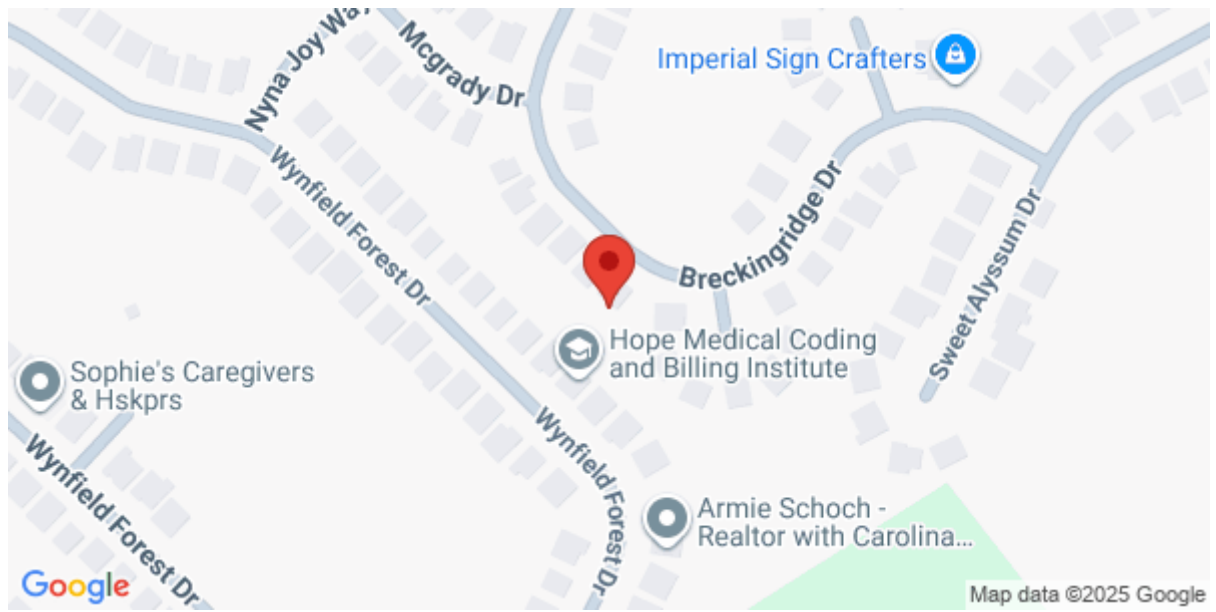 Nyna Joy Way
Mcgrady Dr
Imperial Sign Crafters
Wynfield Forest Dr
Breckingridge Dr
Sweet Alyssum Dr
Hope Medical Coding
and Billing Institute
Sophie's Caregivers
& Hskprs
Wynfield Forest Dr
Wynfield Forest Dr
Armie Schoch -
Realtor with Carolina...
Google
Map data ©2025 Google